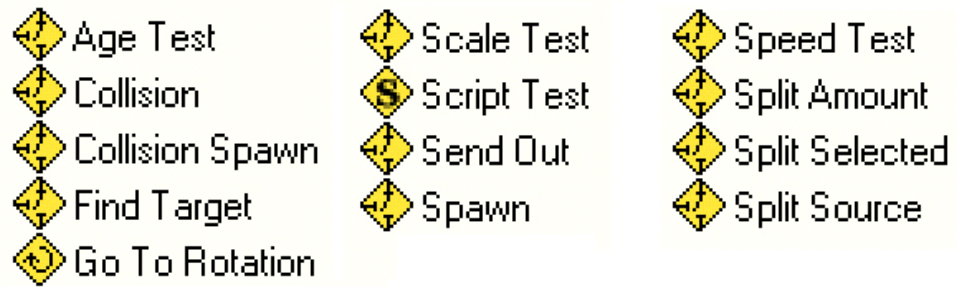 Age Test
Collision
Collision Spawn
Find Target
Go To Rotation
Scale Test
S Script Test
Send Out
Spawn
Speed Test
Split Amount
Split Selected
Split Source